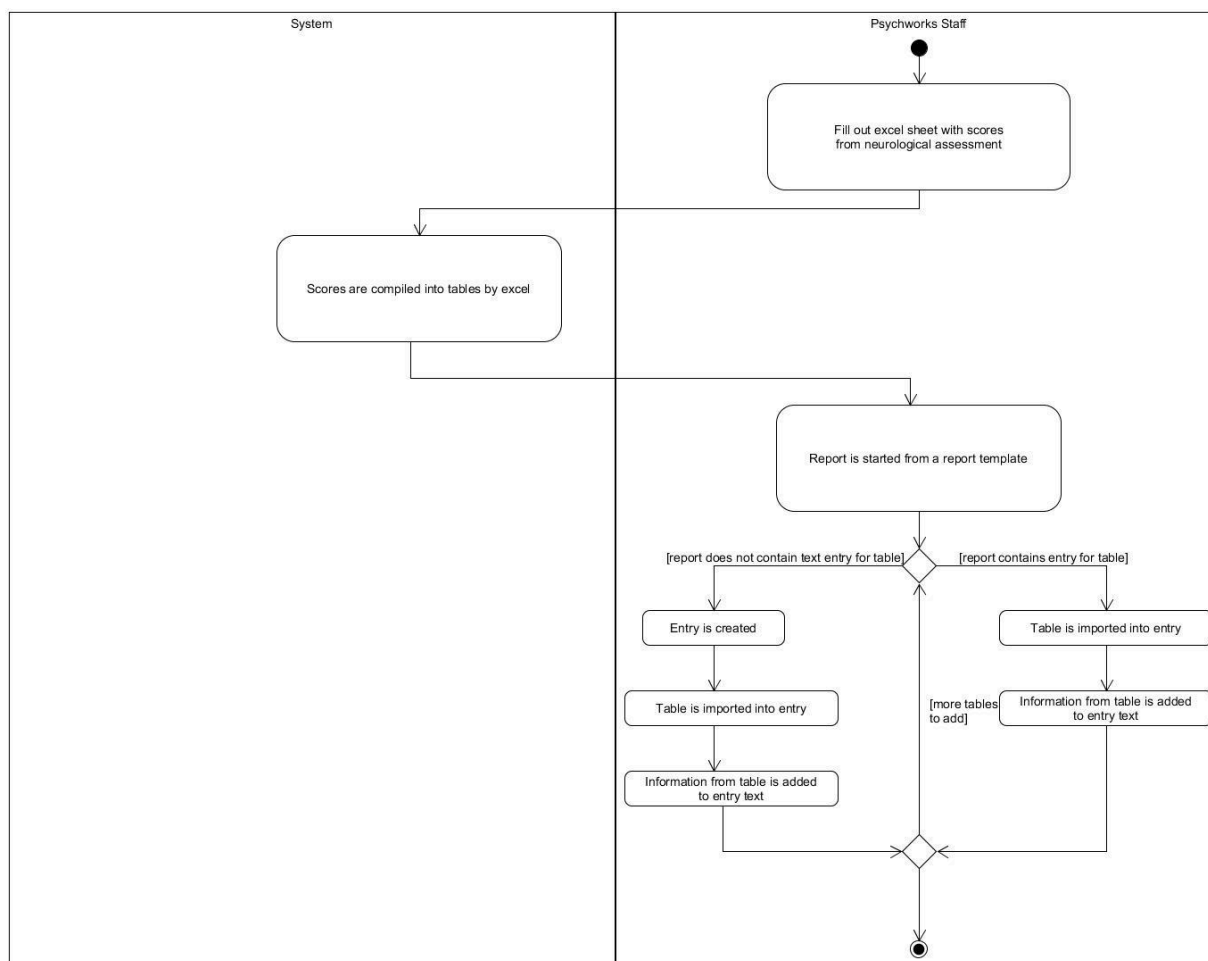 System
Psychworks Staff
Fill out excel sheet with scores
from neurological assessment
Scores are compiled into tables by excel
Report is started from a report template
[report does not contain text entry for table]
[report contains entry for table]
Entry is created
Table is imported into entry
Table is imported into entry
Information from table is added
to entry text
[more tables
to add]
Information from table is added
to entry text